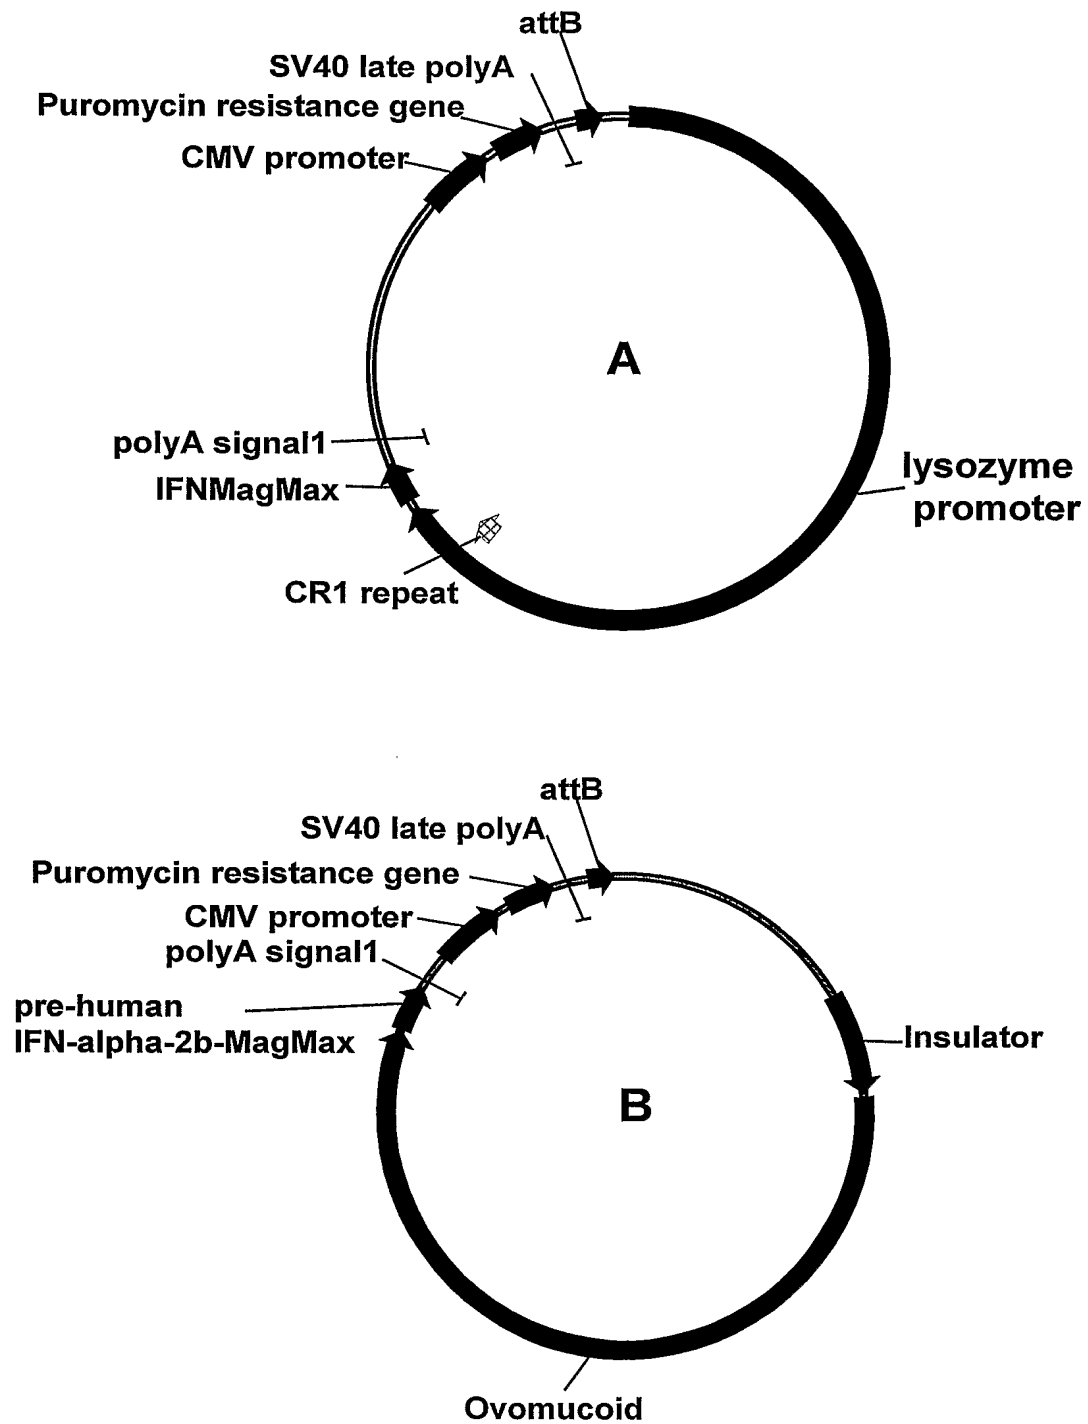 attB
SV40 late polyA
Puromycin resistance gene
CMV promoter
A
lysozyme
promoter
polyA signal1
IFNMagMax
CR1 repeat
attB
SV40 late polyA
Puromycin resistance gene
CMV promoter
polyA signal1
pre-human
IFN-alpha-2b-MagMax
Insulator
B
Ovomucoid